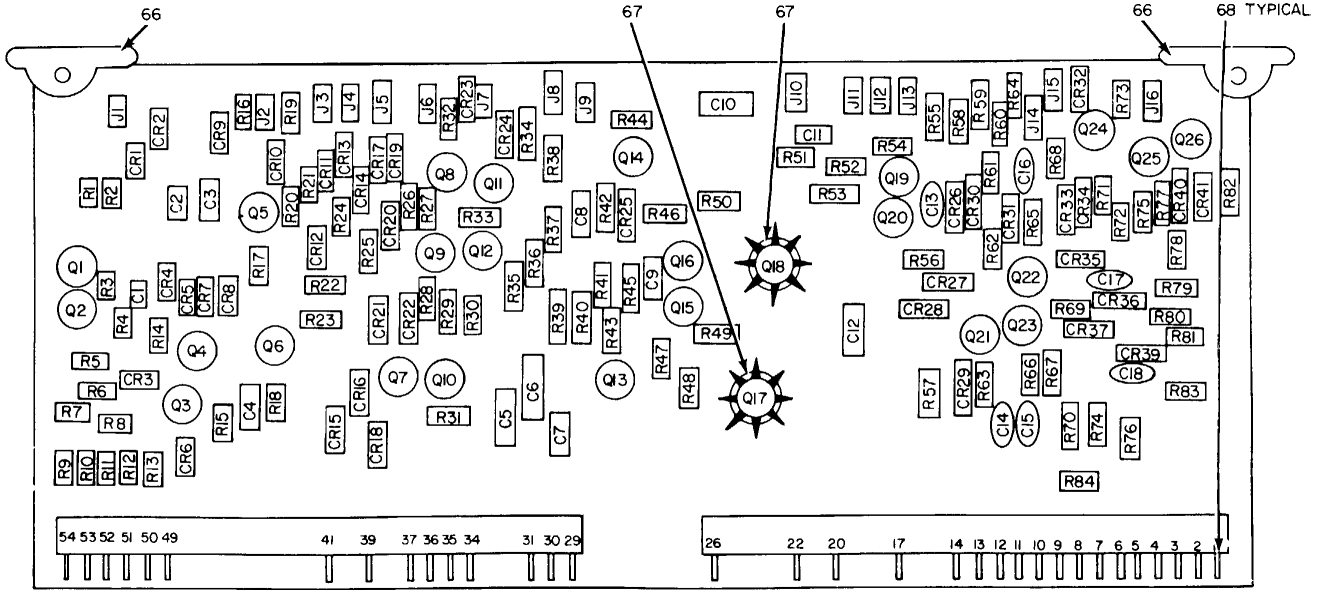 66 67 67 66 68 TYPICAL
J1 CR2 CR9 R16 J2 R19 J3 J4 J5 J6 R32 CR23 J7 CR24 R34 J8 J9 R44 C10 J10 C11 J11 J12 J13 R55 R58 R59 R60 R64 J14 J15 CR32 Q24 R73 J16 Q26
CR1 CR10 R21 CR11 CR13 CR14 CR17 CR19 Q8 Q11 R38 Q14 R51 R52 R54 Q19 R61 C16 R68 Q25
R1 R2 C2 C3 Q5 R20 R24 CR20 R26 R27 R33 R37 C8 R42 CR25 R46 R50 R53 Q20 C13 CR26 CR30 CR31 R65 CR33 CR34 R71 R72 R75 R77 CR40 CR41 R82
Q1 R3 CR4 R17 CR12 R25 Q9 Q12 R36 Q16 Q18 R56 R62 CR35 R78
Q2 C1 CR5 CR7 CR8 R22 R28 R35 R41 R45 C9 CR27 Q22 C17 R79
R4 R14 R23 CR21 CR22 R29 R30 R39 R40 R43 Q15 R49 C12 CR28 Q21 Q23 R69 CR36 CR37 R80 R81
R5 Q4 Q6 R47 CR39
R6 CR3 Q7 Q10 Q13 R48 Q17 R57 CR29 R63 R66 R67 C18 R83
R7 R8 Q3 R15 C4 R18 CR16 R31 C5 C6
CR6 CR15 CR18 C7 C14 C15 R70 R74 R76
R9 R10 R11 R12 R13 R84
54 53 52 51 50 49 41 39 37 36 35 34 31 30 29 26 22 20 17 14 13 12 11 10 9 8 7 6 5 4 3 2 1